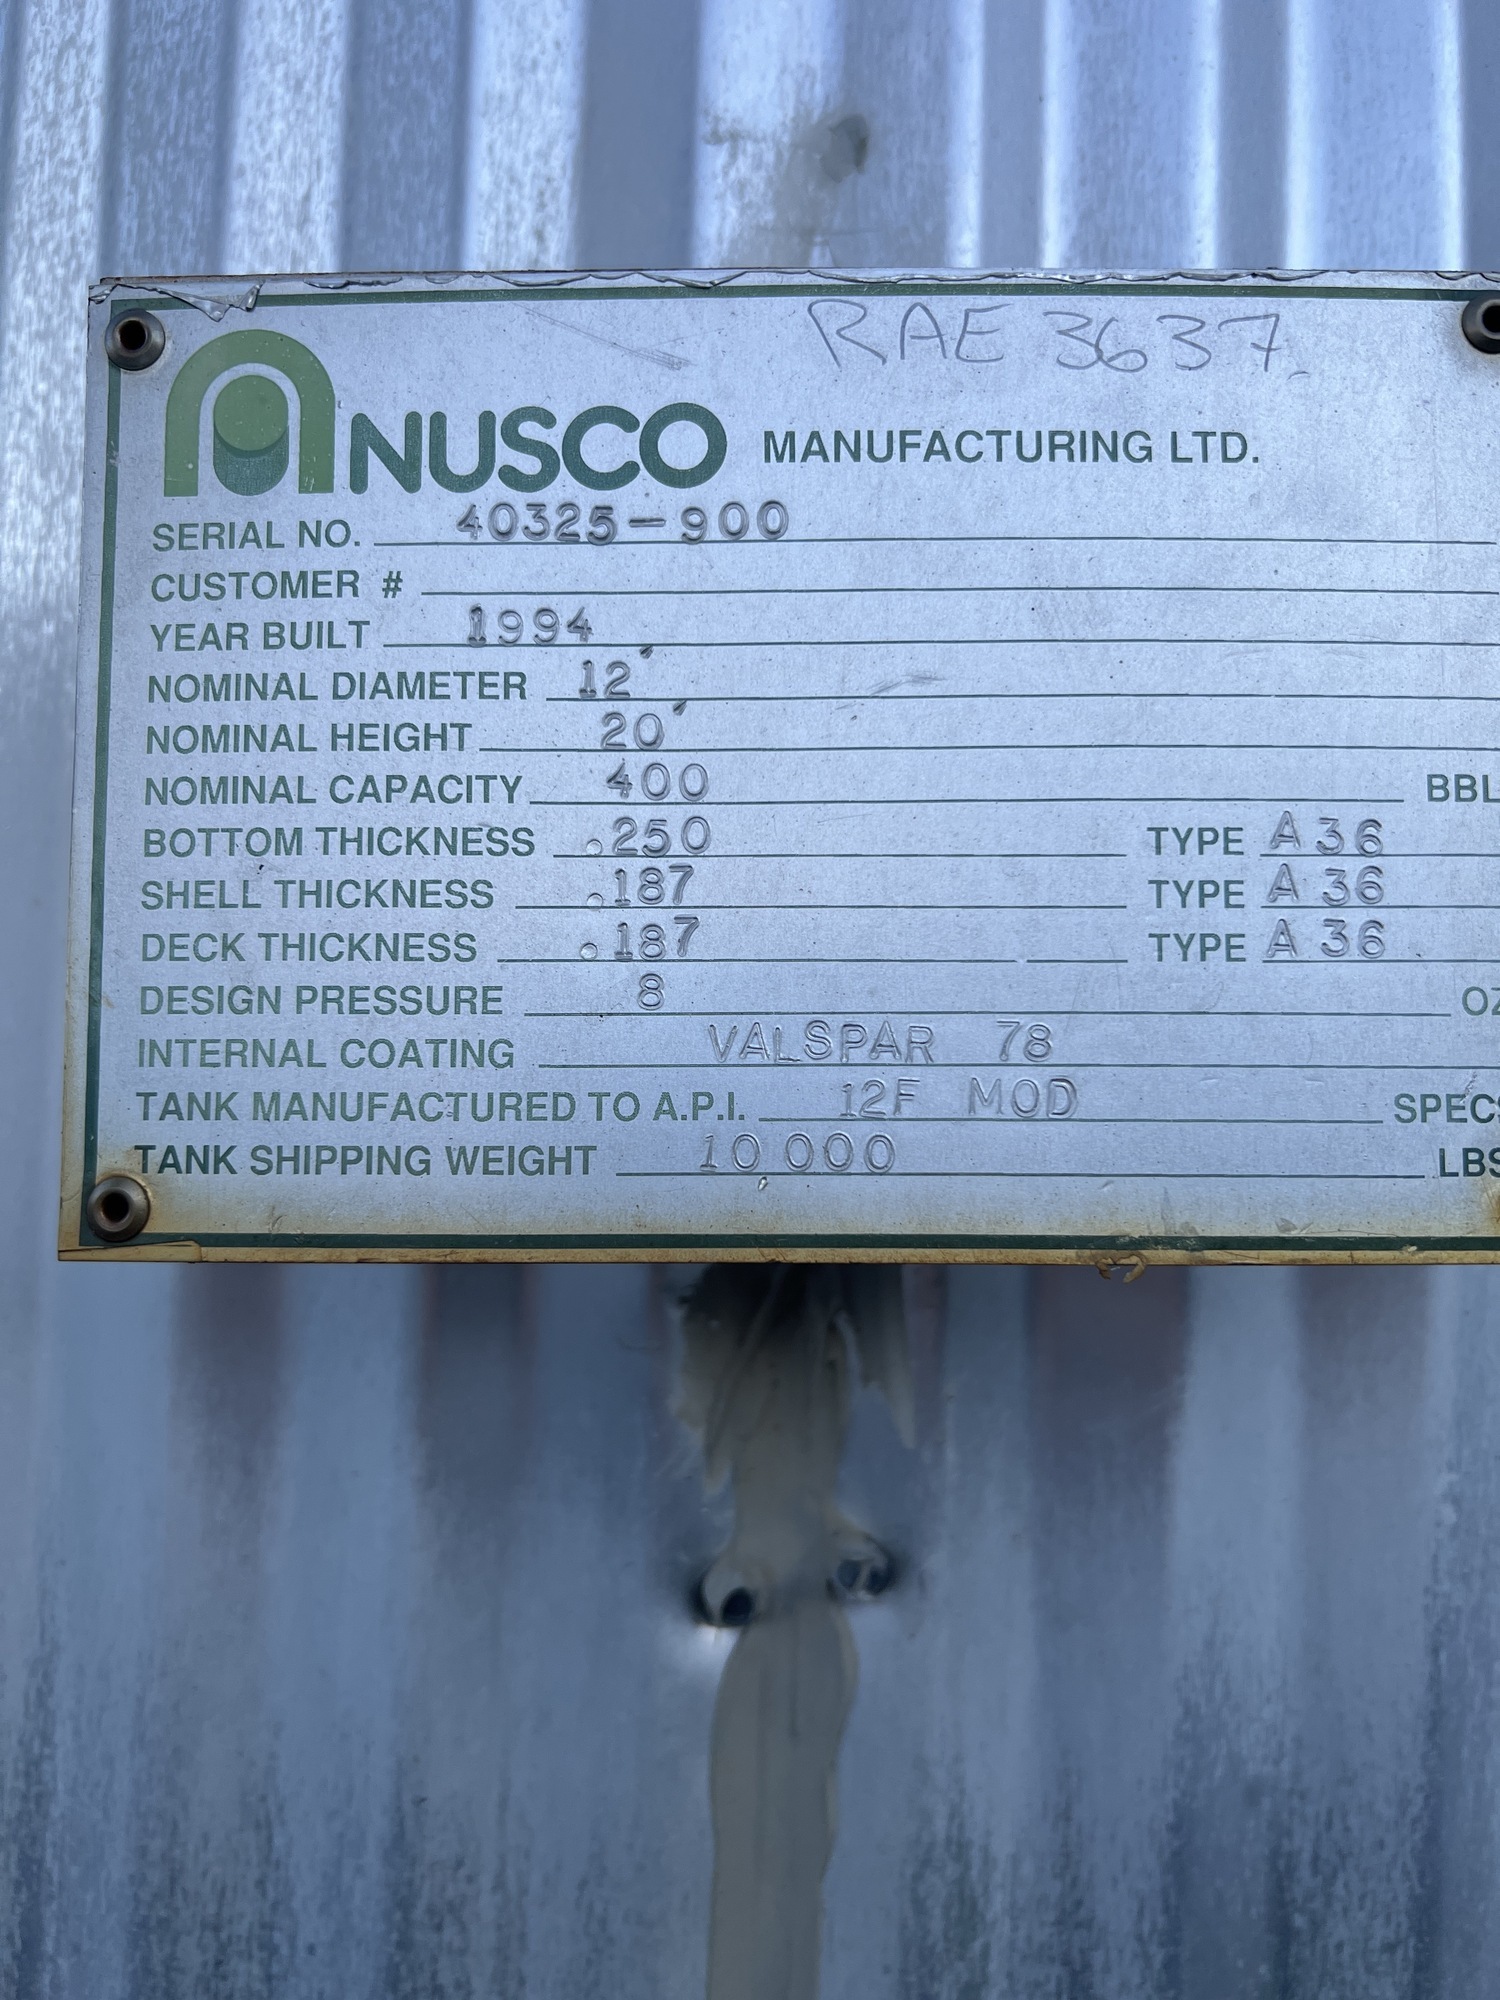 RAE 3637.
NUSCO MANUFACTURING LTD.
SERIAL NO. 40325-900
CUSTOMER #
YEAR BUILT 1994
NOMINAL DIAMETER 12'
NOMINAL HEIGHT 20'
NOMINAL CAPACITY 400 BBL
BOTTOM THICKNESS .250 TYPE A 36
SHELL THICKNESS .187 TYPE A 36
DECK THICKNESS .187 TYPE A 36
DESIGN PRESSURE 8 OZ
INTERNAL COATING VALSPAR 78
TANK MANUFACTURED TO A.P.I. 12F MOD SPECS
TANK SHIPPING WEIGHT 10 000 LBS